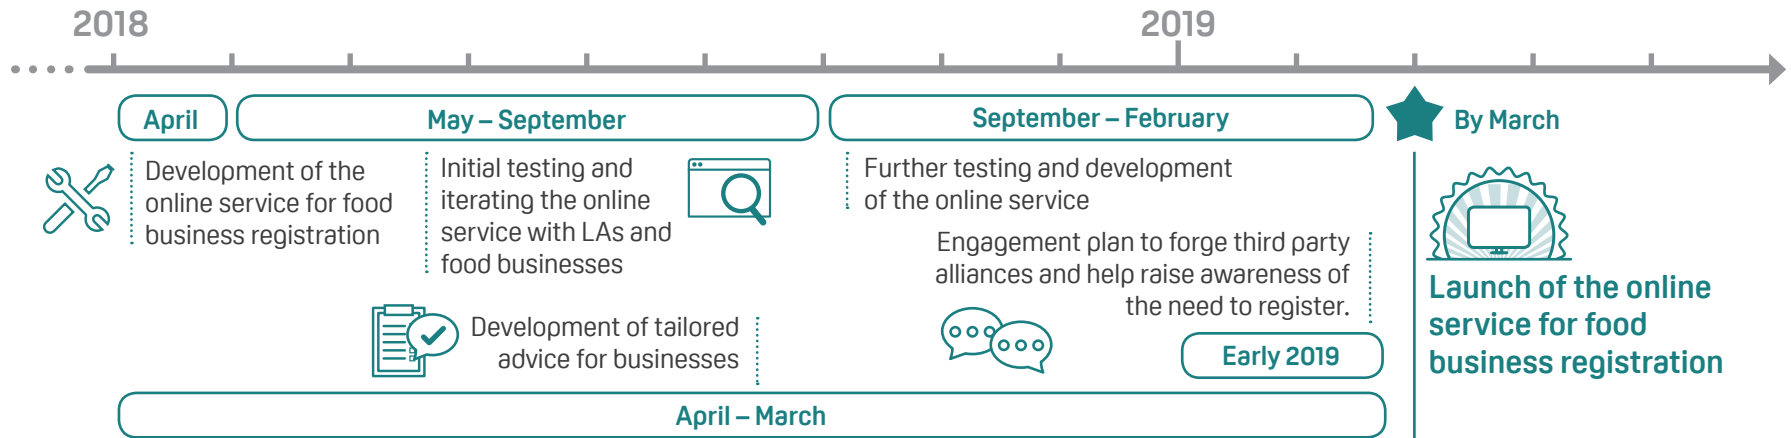 2018
2019
April
May – September
September – February
By March
Development of the
online service for food
business registration
Initial testing and
iterating the online
service with LAs and
food businesses
Further testing and development
of the online service
Engagement plan to forge third party
alliances and help raise awareness of
the need to register.
Early 2019
Launch of the online
service for food
business registration
Development of tailored
advice for businesses
April – March